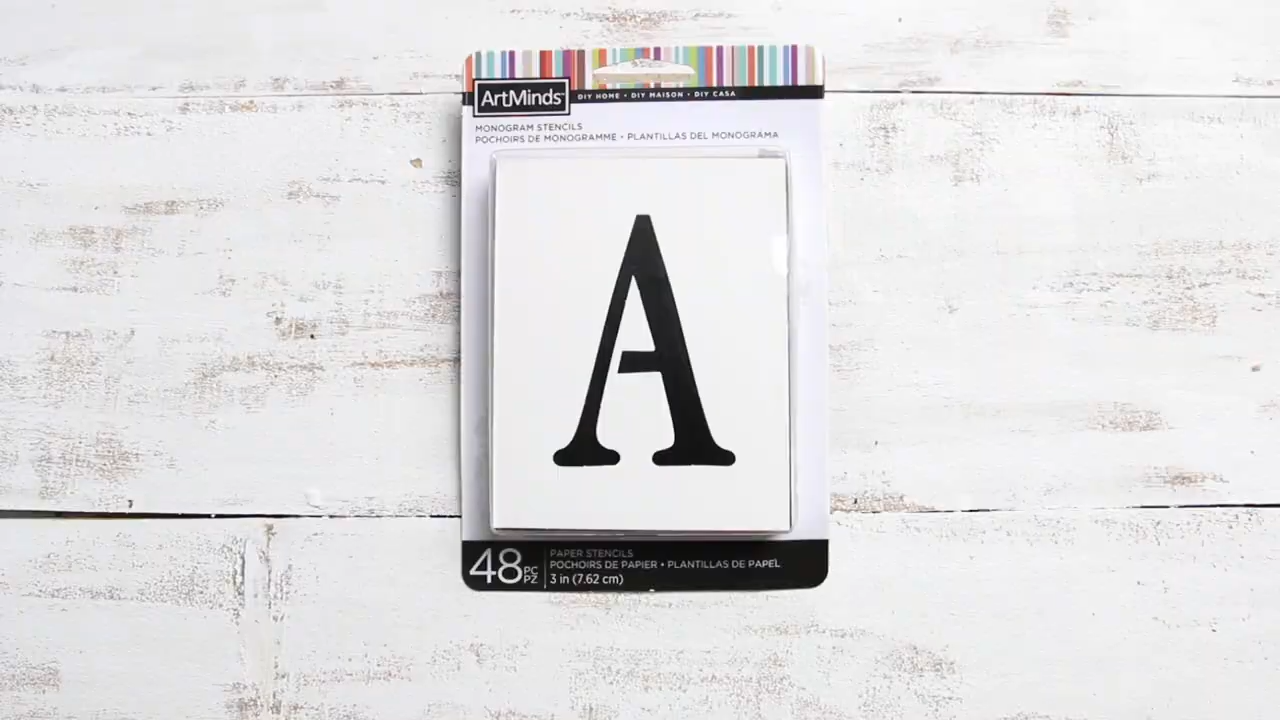 ArtMinds™
DIY HOME • DIY MAISON • DIY CASA
MONOGRAM STENCILS
POCHOIRS DE MONOGRAMME • PLANTILLAS DEL MONOGRAMA
A
48 PC PZ
PAPER STENCILS
POCHOIRS DE PAPIER • PLANTILLAS DE PAPEL
3 in (7.62 cm)